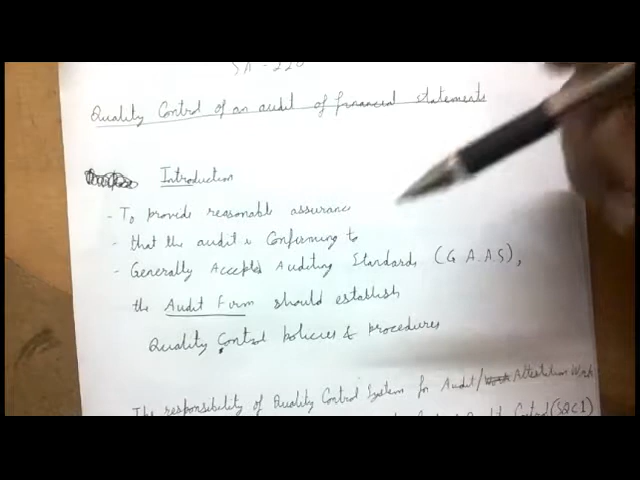 SA - 220
Quality Control of an audit of financial statements
Introduction
- To provide reasonable assurance
- that the audit is Confirming to
- Generally Accepted Auditing Standards (G A.A.S),
the Audit Firm should establish
Quality Control policies & procedures
The responsibility of Quality Control System for Audit/ Attestation Work
Control (SQC1)